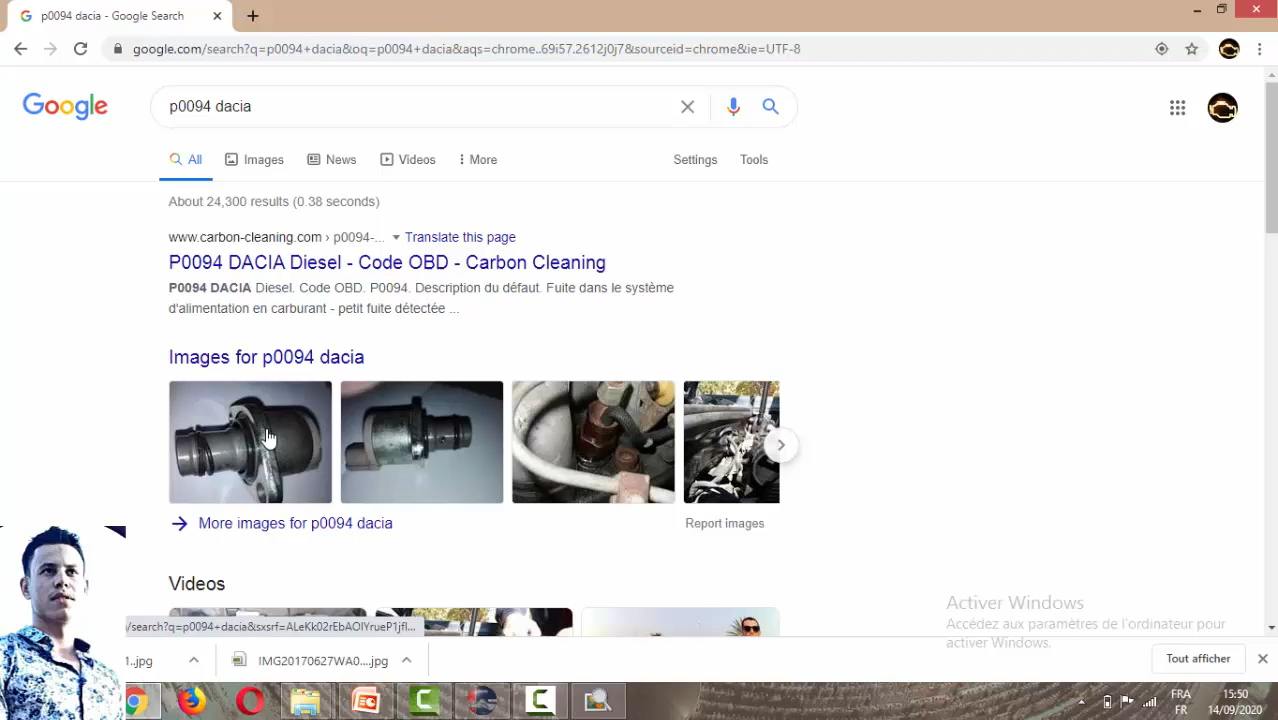 p0094 dacia - Google Search
google.com/search?q=p0094+dacia&oq=p0094+dacia&aqs=chrome..69i57.2612j0j7&sourceid=chrome&ie=UTF-8
Google
p0094 dacia
All Images News Videos More Settings Tools
About 24,300 results (0.38 seconds)
www.carbon-cleaning.com › p0094-... Translate this page
P0094 DACIA Diesel - Code OBD - Carbon Cleaning
P0094 DACIA Diesel. Code OBD. P0094. Description du défaut. Fuite dans le système
d'alimentation en carburant - petit fuite détectée ...
Images for p0094 dacia
More images for p0094 dacia
Report images
Videos
Activer Windows
Accédez aux paramètres de l'ordinateur pour
activer Windows.
1..jpg IMG20170627WA0....jpg Tout afficher
FRA 15:50
FR 14/09/2020